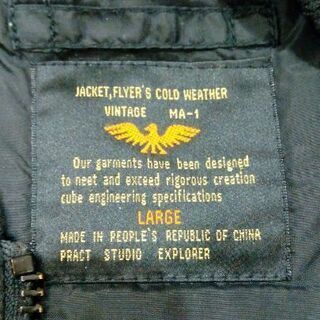 JACKET,FLYER'S COLD WEATHER
VINTAGE MA-1
Our garments have been designed
to neet and exceed rigorous creation
cube engineering specifications
LARGE
MADE IN PEOPLE'S REPUBLIC OF CHINA
PRACT STUDIO EXPLORER